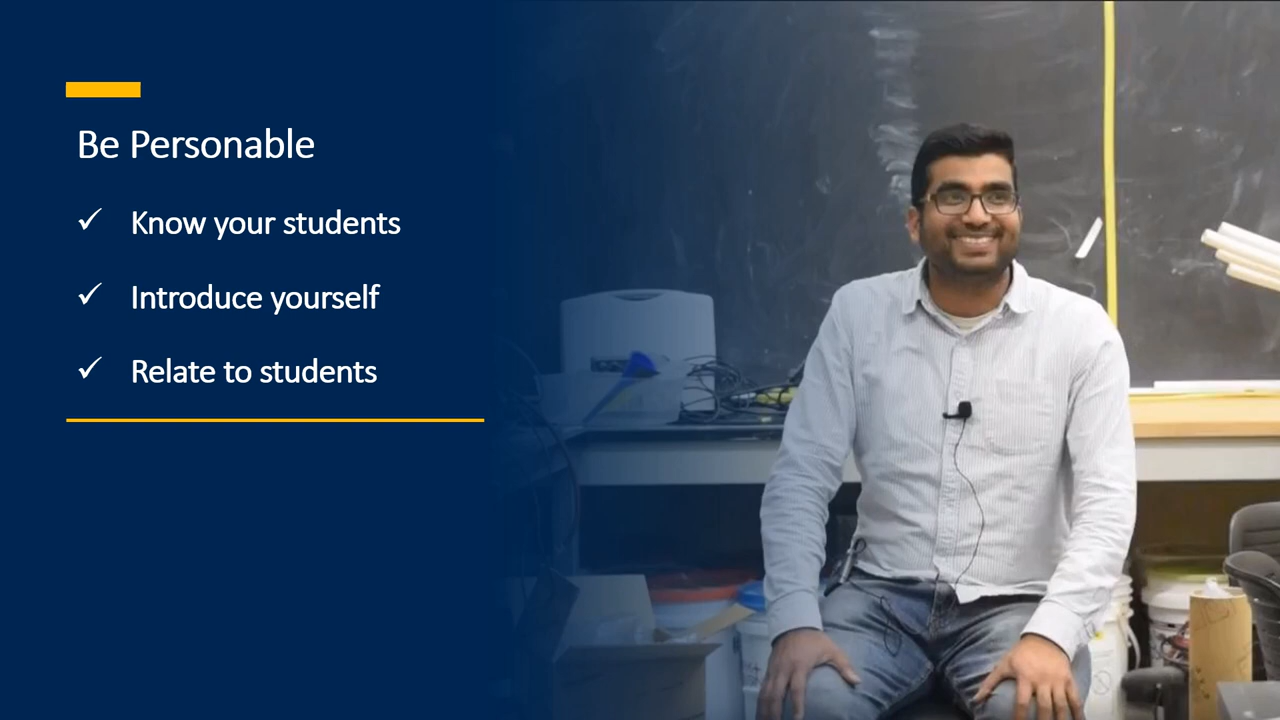 Be Personable
✓ Know your students
✓ Introduce yourself
✓ Relate to students